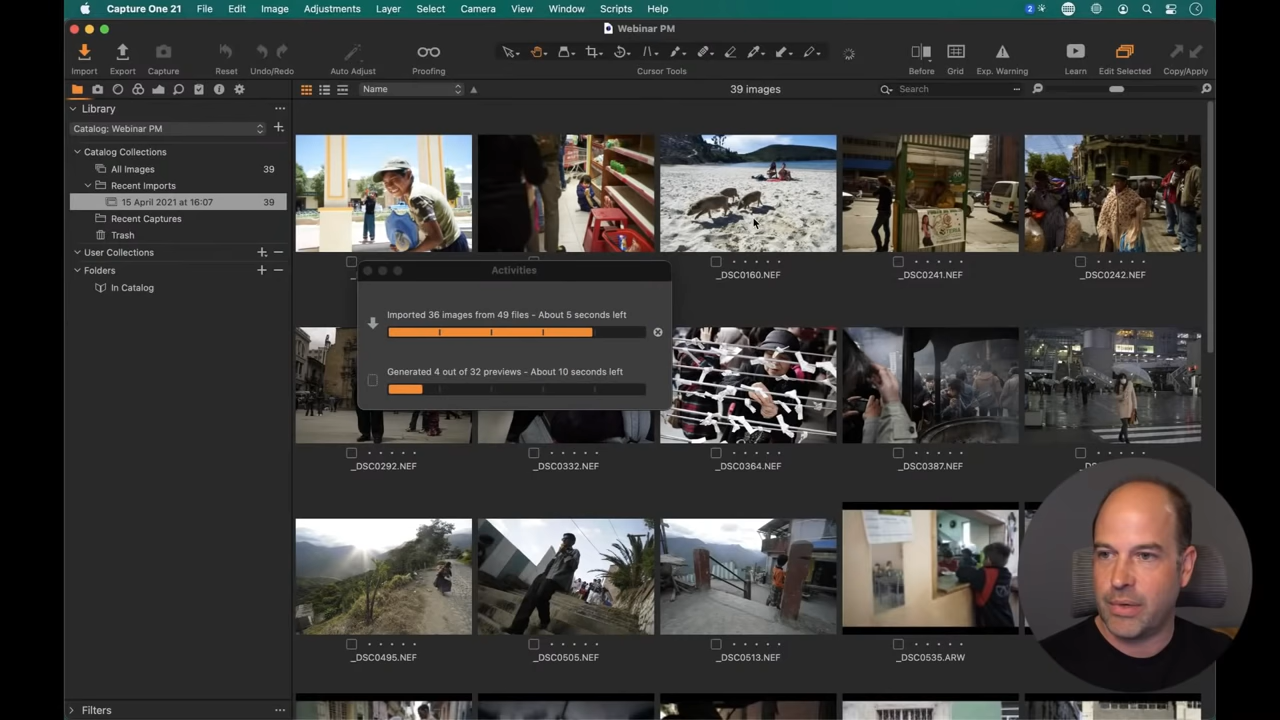 Capture One 21 File Edit Image Adjustments Layer Select Camera View Window Scripts Help 2
Webinar PM
Import Export Capture Reset Undo/Redo Auto Adjust Proofing Cursor Tools Before Grid Exp. Warning Learn Edit Selected Copy/Apply
Library
Name
39 images
Search
Catalog: Webinar PM
Catalog Collections
All Images 39
Recent Imports
15 April 2021 at 16:07 39
Recent Captures
Trash
User Collections
Folders
In Catalog
_DSC0160.NEF
_DSC0241.NEF
_DSC0242.NEF
Activities
Imported 36 images from 49 files - About 5 seconds left
Generated 4 out of 32 previews - About 10 seconds left
_DSC0292.NEF
_DSC0332.NEF
_DSC0364.NEF
_DSC0387.NEF
_DSC0495.NEF
_DSC0505.NEF
_DSC0513.NEF
_DSC0535.ARW
Filters